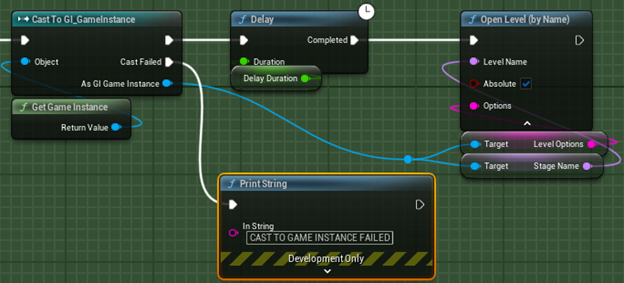 Cast To GI_GameInstance
Object
Cast Failed
As GI Game Instance
Get Game Instance
Return Value
Delay
Completed
Duration
Delay Duration
Open Level (by Name)
Level Name
Absolute
Options
Target
Level Options
Target
Stage Name
Print String
In String
CAST TO GAME INSTANCE FAILED
Development Only